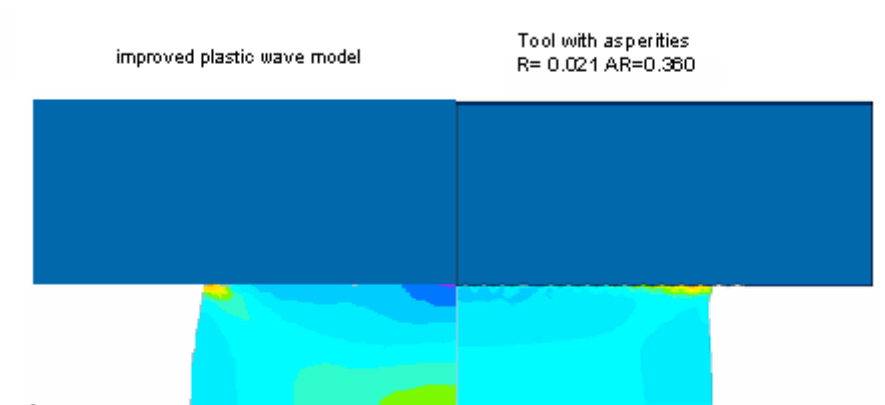 improved plastic wave model
Tool with asperities
R= 0.021 AR=0.360